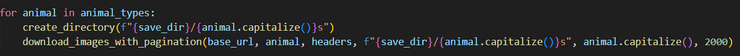 for animal in animal_types:
    create_directory(f"{save_dir}/{animal.capitalize()}s")
    download_images_with_pagination(base_url, animal, headers, f"{save_dir}/{animal.capitalize()}s", animal.capitalize(), 2000)